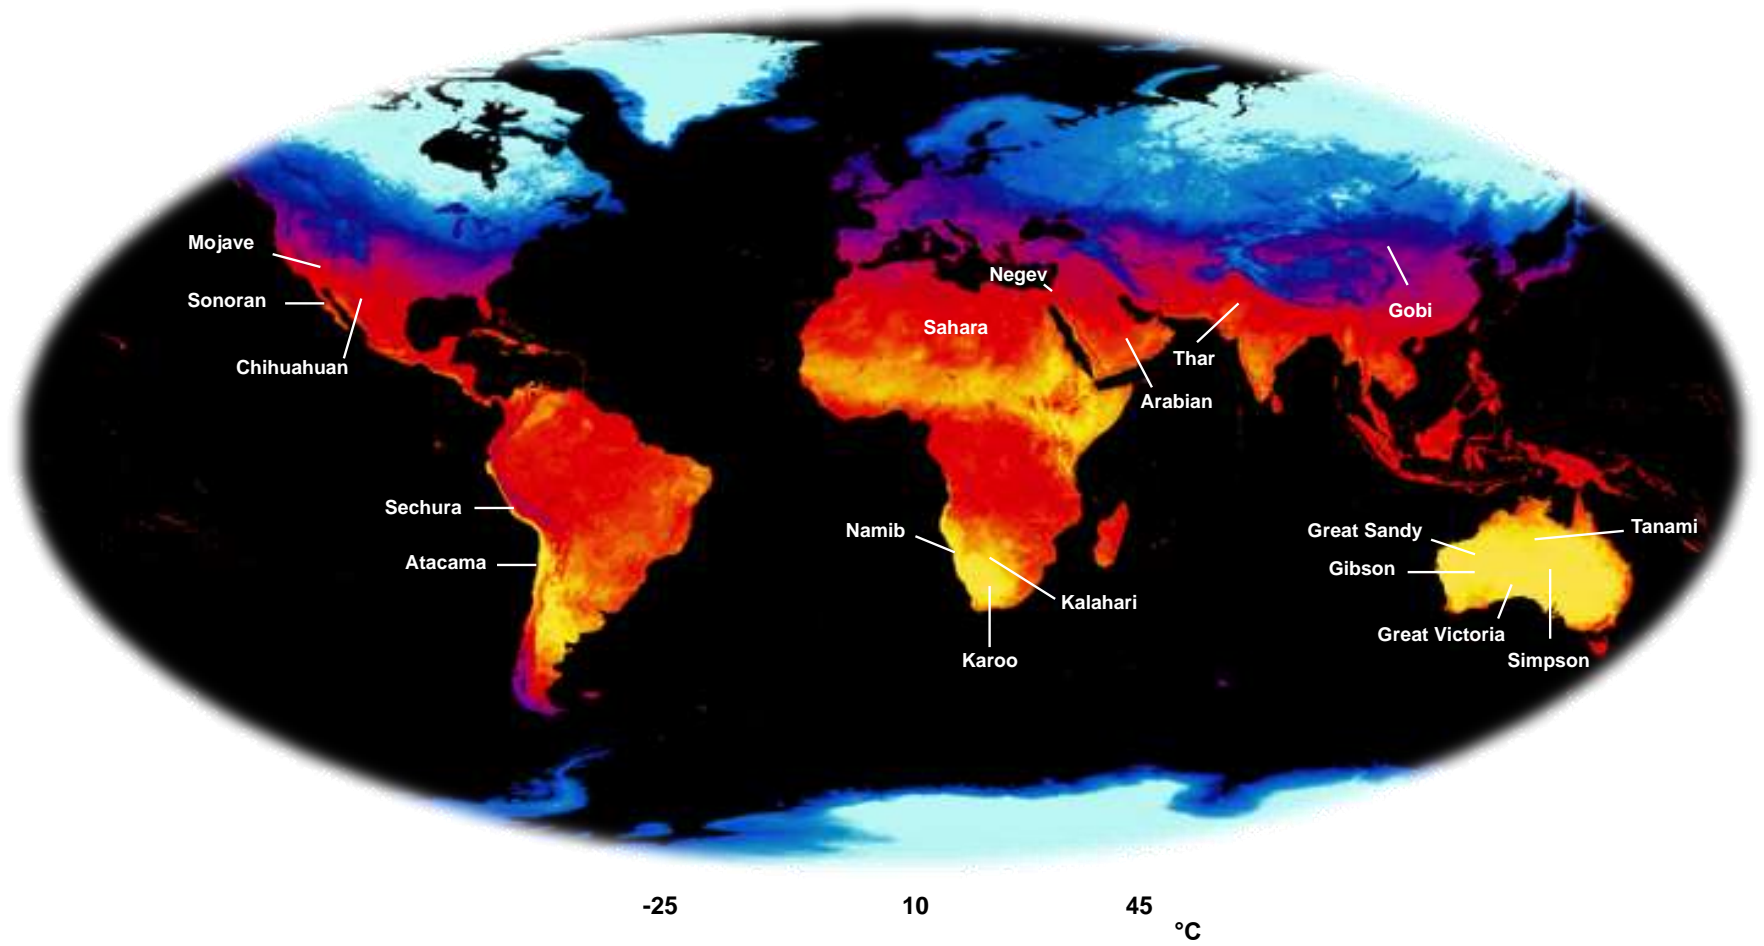 Mojave
Negev
Sonoran
Gobi
Sahara
Thar
Chihuahuan
Arabian
Sechura
Namib
Great Sandy
Tanami
Atacama
Gibson
Kalahari
Great Victoria
Karoo
Simpson
-25 10 45
°C